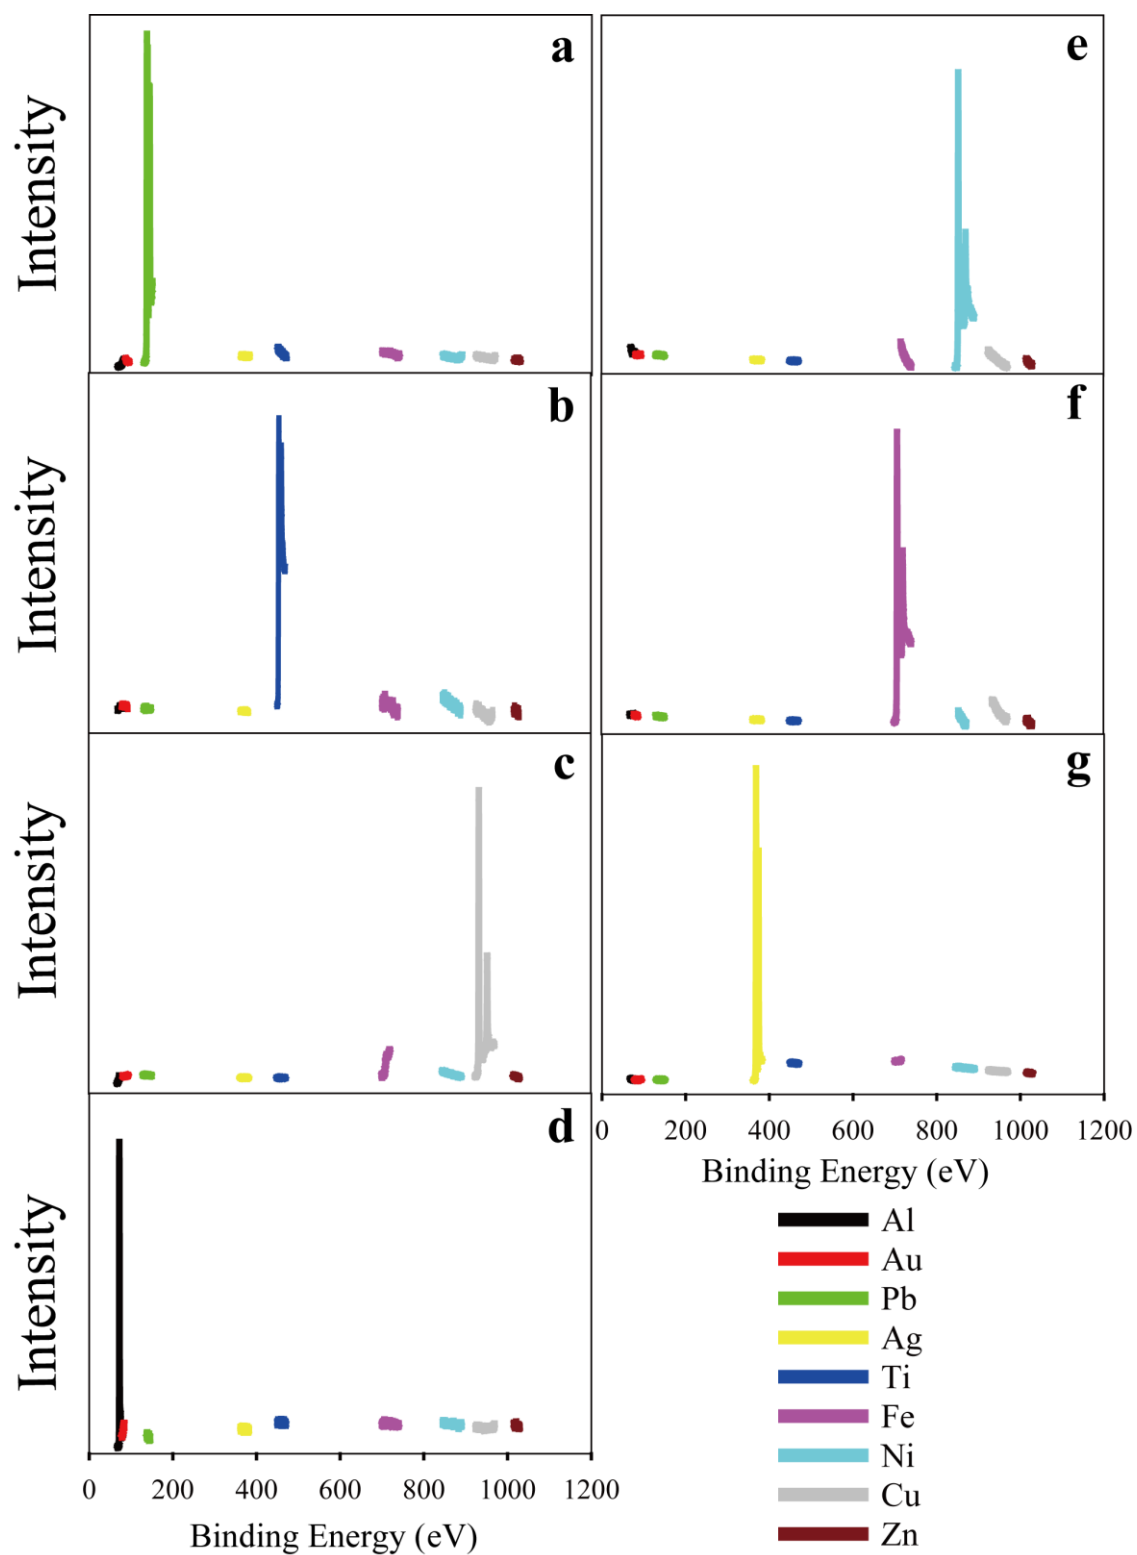 a
Intensity
b
Intensity
c
Intensity
d
Intensity
0 200 400 600 800 1000 1200
Binding Energy (eV)
e
f
g
0 200 400 600 800 1000 1200
Binding Energy (eV)
Al
Au
Pb
Ag
Ti
Fe
Ni
Cu
Zn